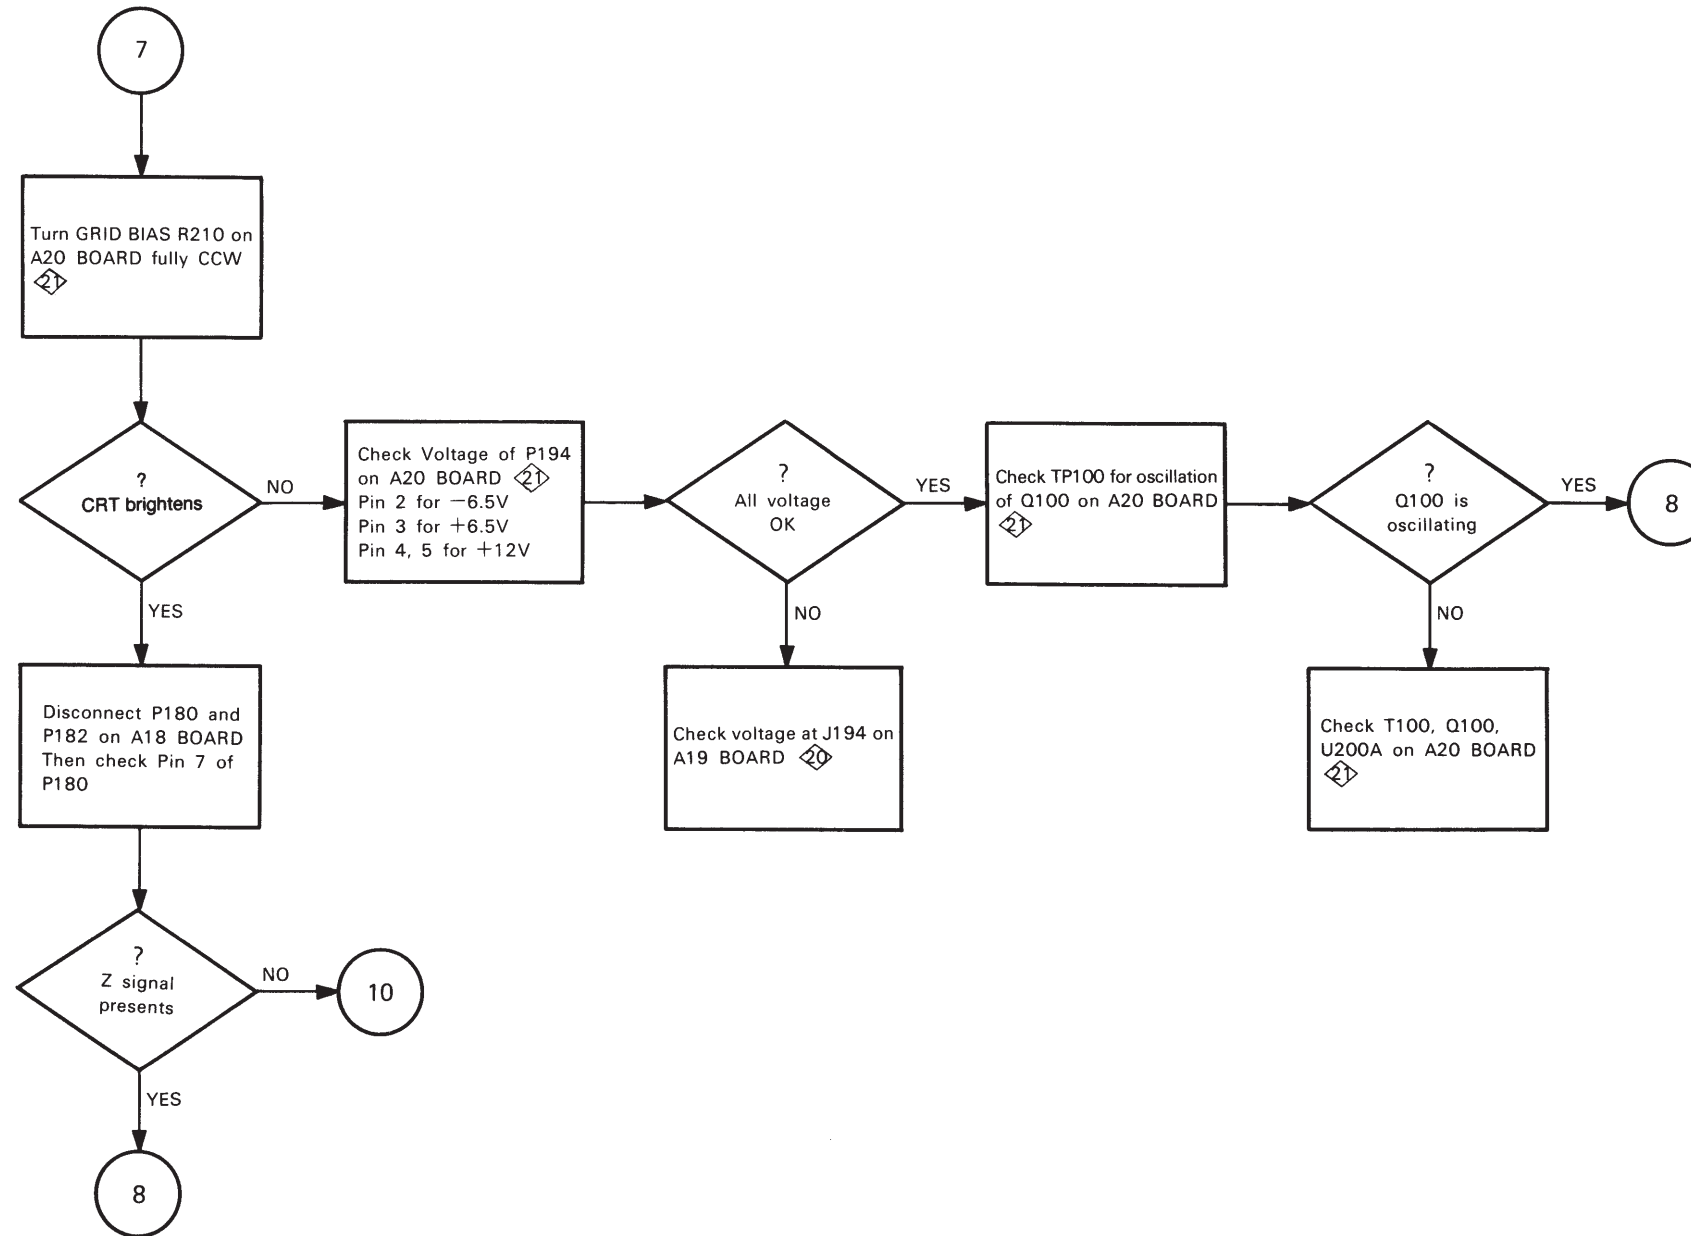 7
Turn GRID BIAS R210 on
A20 BOARD fully CCW
21
?
CRT brightens
NO
YES
Check Voltage of P194
on A20 BOARD 21
Pin 2 for −6.5V
Pin 3 for +6.5V
Pin 4, 5 for +12V
?
All voltage
OK
YES
NO
Check TP100 for oscillation
of Q100 on A20 BOARD
21
?
Q100 is
oscillating
YES
NO
8
Disconnect P180 and
P182 on A18 BOARD
Then check Pin 7 of
P180
Check voltage at J194 on
A19 BOARD 20
Check T100, Q100,
U200A on A20 BOARD
21
?
Z signal
presents
NO
10
YES
8